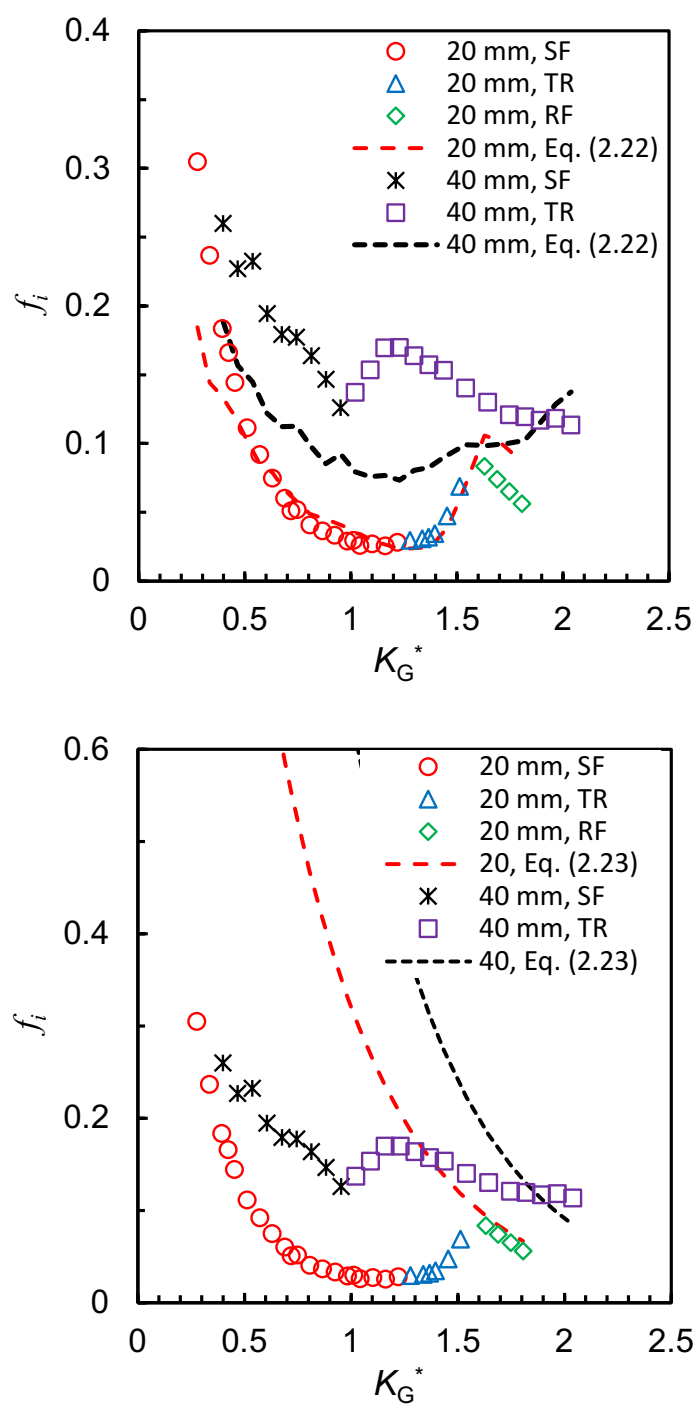 0.4
0.3
0.2
0.1
0
20 mm, SF
20 mm, TR
20 mm, RF
20 mm, Eq. (2.22)
40 mm, SF
40 mm, TR
40 mm, Eq. (2.22)
f_i
0 0.5 1 1.5 2 2.5
K_G*
0.6
0.4
0.2
0
20 mm, SF
20 mm, TR
20 mm, RF
20, Eq. (2.23)
40 mm, SF
40 mm, TR
40, Eq. (2.23)
f_i
0 0.5 1 1.5 2 2.5
K_G*